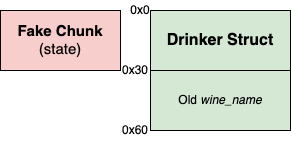 Fake Chunk
(state)
0x0
Drinker Struct
0x30
Old wine_name
0x60